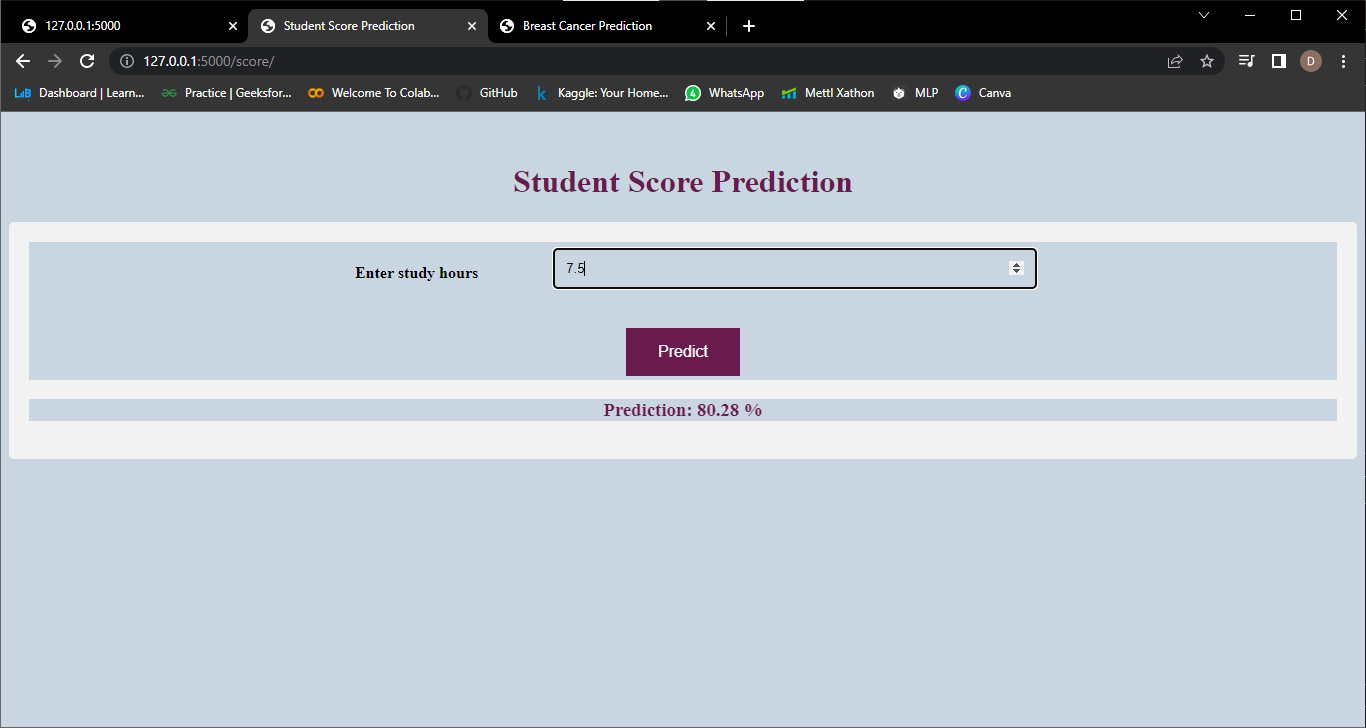 127.0.0.1:5000 Student Score Prediction Breast Cancer Prediction
127.0.0.1:5000/score/ D
LaB Dashboard | Learn... Practice | Geeksfor... Welcome To Colab... GitHub k Kaggle: Your Home... 4 WhatsApp Mettl Xathon MLP C Canva
Student Score Prediction
Enter study hours 7.5
Predict
Prediction: 80.28 %